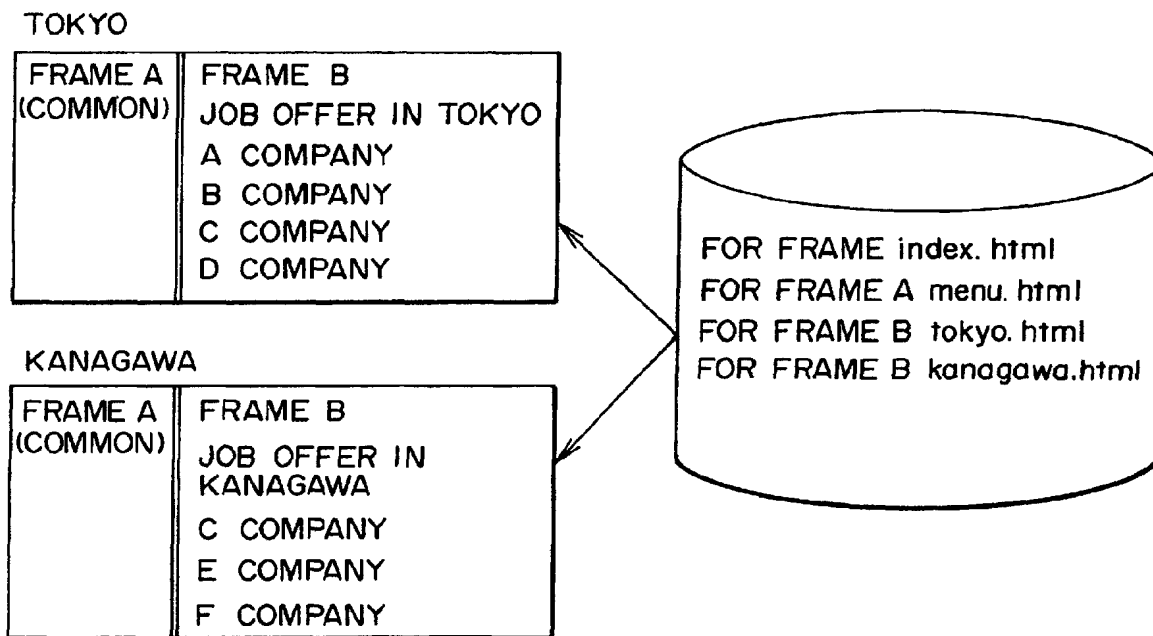 TOKYO
FRAME A
(COMMON)
FRAME B
JOB OFFER IN TOKYO
A COMPANY
B COMPANY
C COMPANY
D COMPANY
KANAGAWA
FRAME A
(COMMON)
FRAME B
JOB OFFER IN
KANAGAWA
C COMPANY
E COMPANY
F COMPANY
FOR FRAME index.html
FOR FRAME A menu.html
FOR FRAME B tokyo.html
FOR FRAME B kanagawa.html